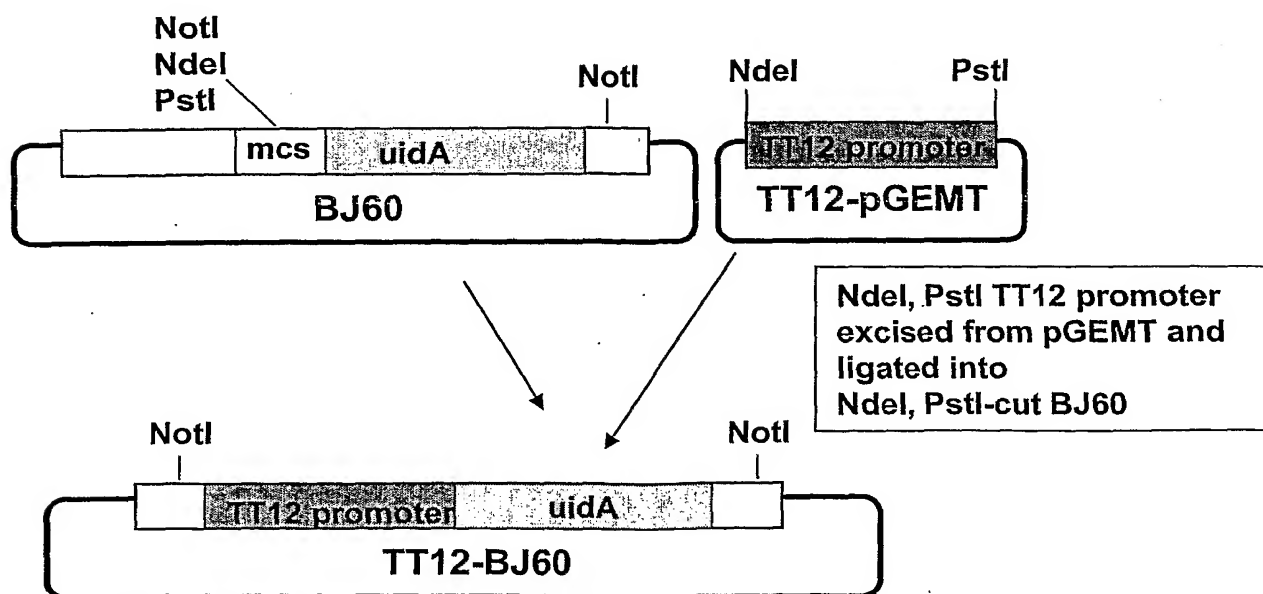 NotI
NdeI
PstI
NotI
NdeI
PstI
mcs
uidA
TT12 promoter
BJ60
TT12-pGEMT
NdeI, PstI TT12 promoter
excised from pGEMT and
ligated into
NdeI, PstI-cut BJ60
NotI
NotI
TT12 promoter
uidA
TT12-BJ60